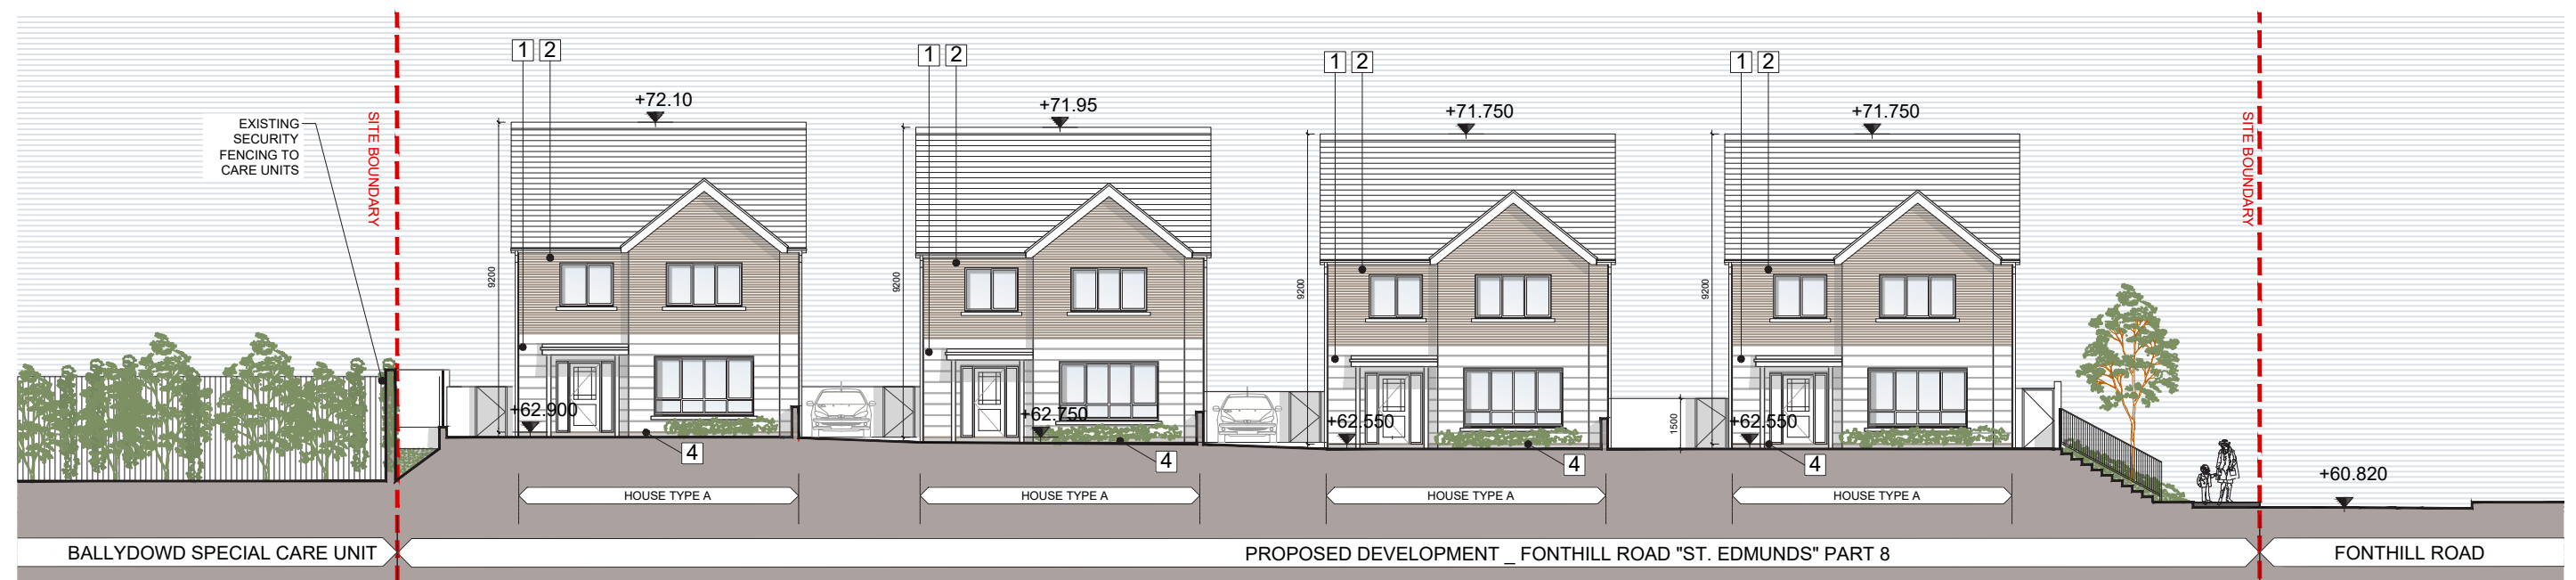 1 2
1 2
1 2
1 2
+72.10
+71.95
+71.750
+71.750
EXISTING
SECURITY
FENCING TO
CARE UNITS
SITE BOUNDARY
SITE BOUNDARY
9200
9200
9200
9200
1500
+62.900
+62.750
+62.550
+62.550
4
4
4
4
+60.820
HOUSE TYPE A
HOUSE TYPE A
HOUSE TYPE A
HOUSE TYPE A
BALLYDOWD SPECIAL CARE UNIT
PROPOSED DEVELOPMENT _ FONTHILL ROAD "ST. EDMUNDS" PART 8
FONTHILL ROAD